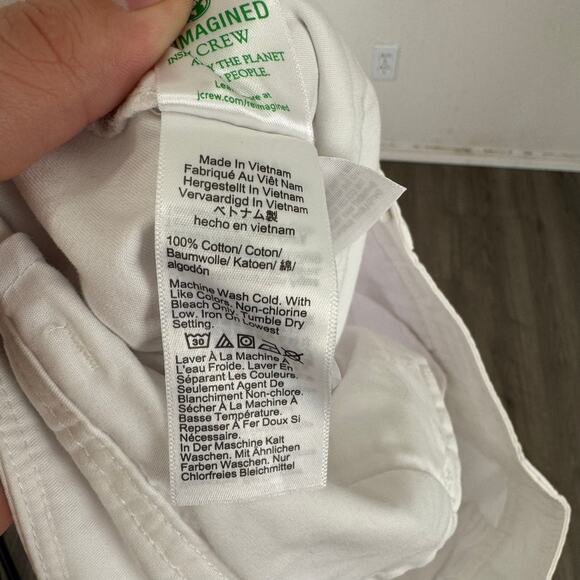 IMAGINED
CREW
THE PLANET
PEOPLE.
at
jcrew.com/reimagined
Made In Vietnam
Fabriqué Au Viêt Nam
Hergestellt In Vietnam
Vervaardigd In Vietnam
ベトナム製
hecho en vietnam
100% Cotton/ Coton/
Baumwolle/ Katoen/ 綿/
algodón
Machine Wash Cold. With
Like Colors. Non-chlorine
Bleach Only. Tumble Dry
Low. Iron On Lowest
Setting.
30
Laver À La Machine À
L'eau Froide. Laver En
Séparant Les Couleurs.
Seulement Agent De
Blanchiment Non-chlore.
Sécher À La Machine À
Basse Température.
Repasser À Fer Doux Si
Nécessaire.
In Der Maschine Kalt
Waschen. Mit Ähnlichen
Farben Waschen. Nur
Chlorfreies Bleichmittel